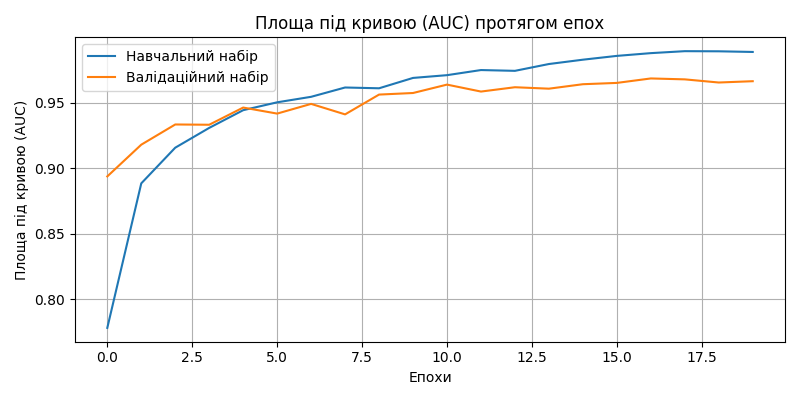 Площа під кривою (AUC) протягом епох
Навчальний набір
Валідаційний набір
Площа під кривою (AUC)
0.95
0.90
0.85
0.80
0.0 2.5 5.0 7.5 10.0 12.5 15.0 17.5
Епохи